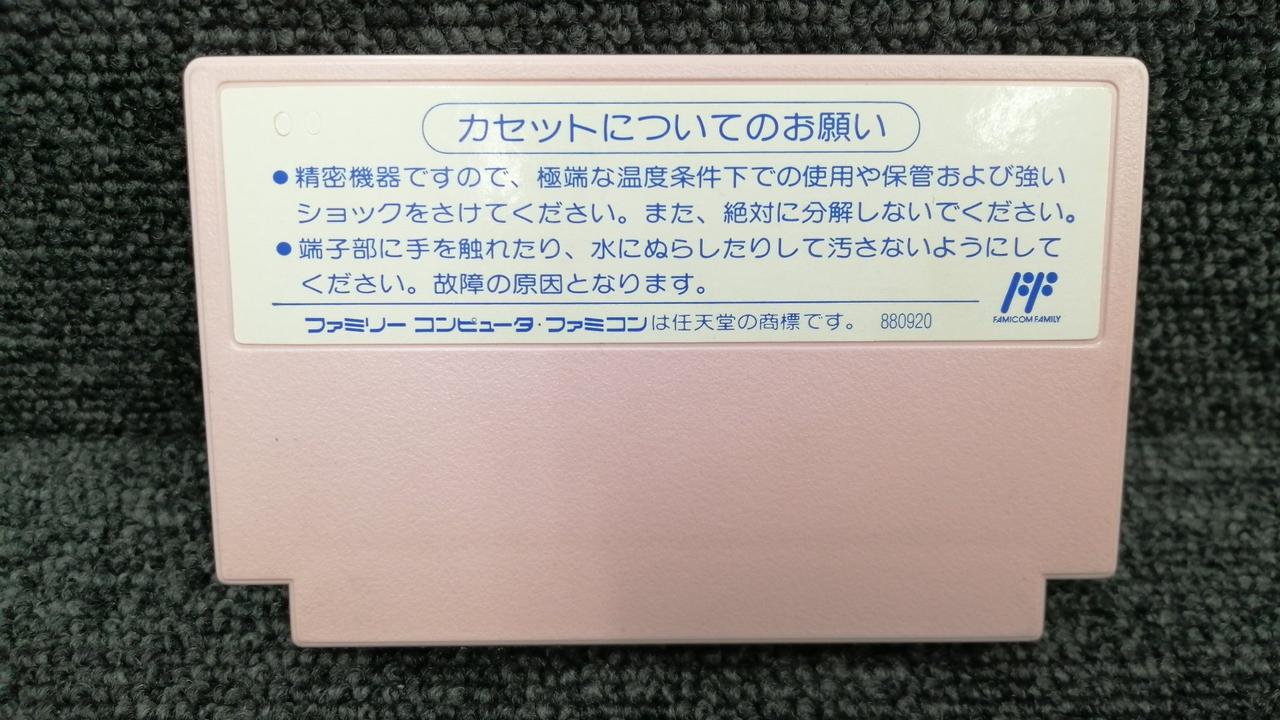 00
カセットについてのお願い
●精密機器ですので、極端な温度条件下での使用や保管および強い
ショックをさけてください。また、絶対に分解しないでください。
●端子部に手を触れたり、水にぬらしたりして汚さないようにして
ください。故障の原因となります。
ファミリーコンピュータ・ファミコンは任天堂の商標です。 880920
FAMICOM FAMILY